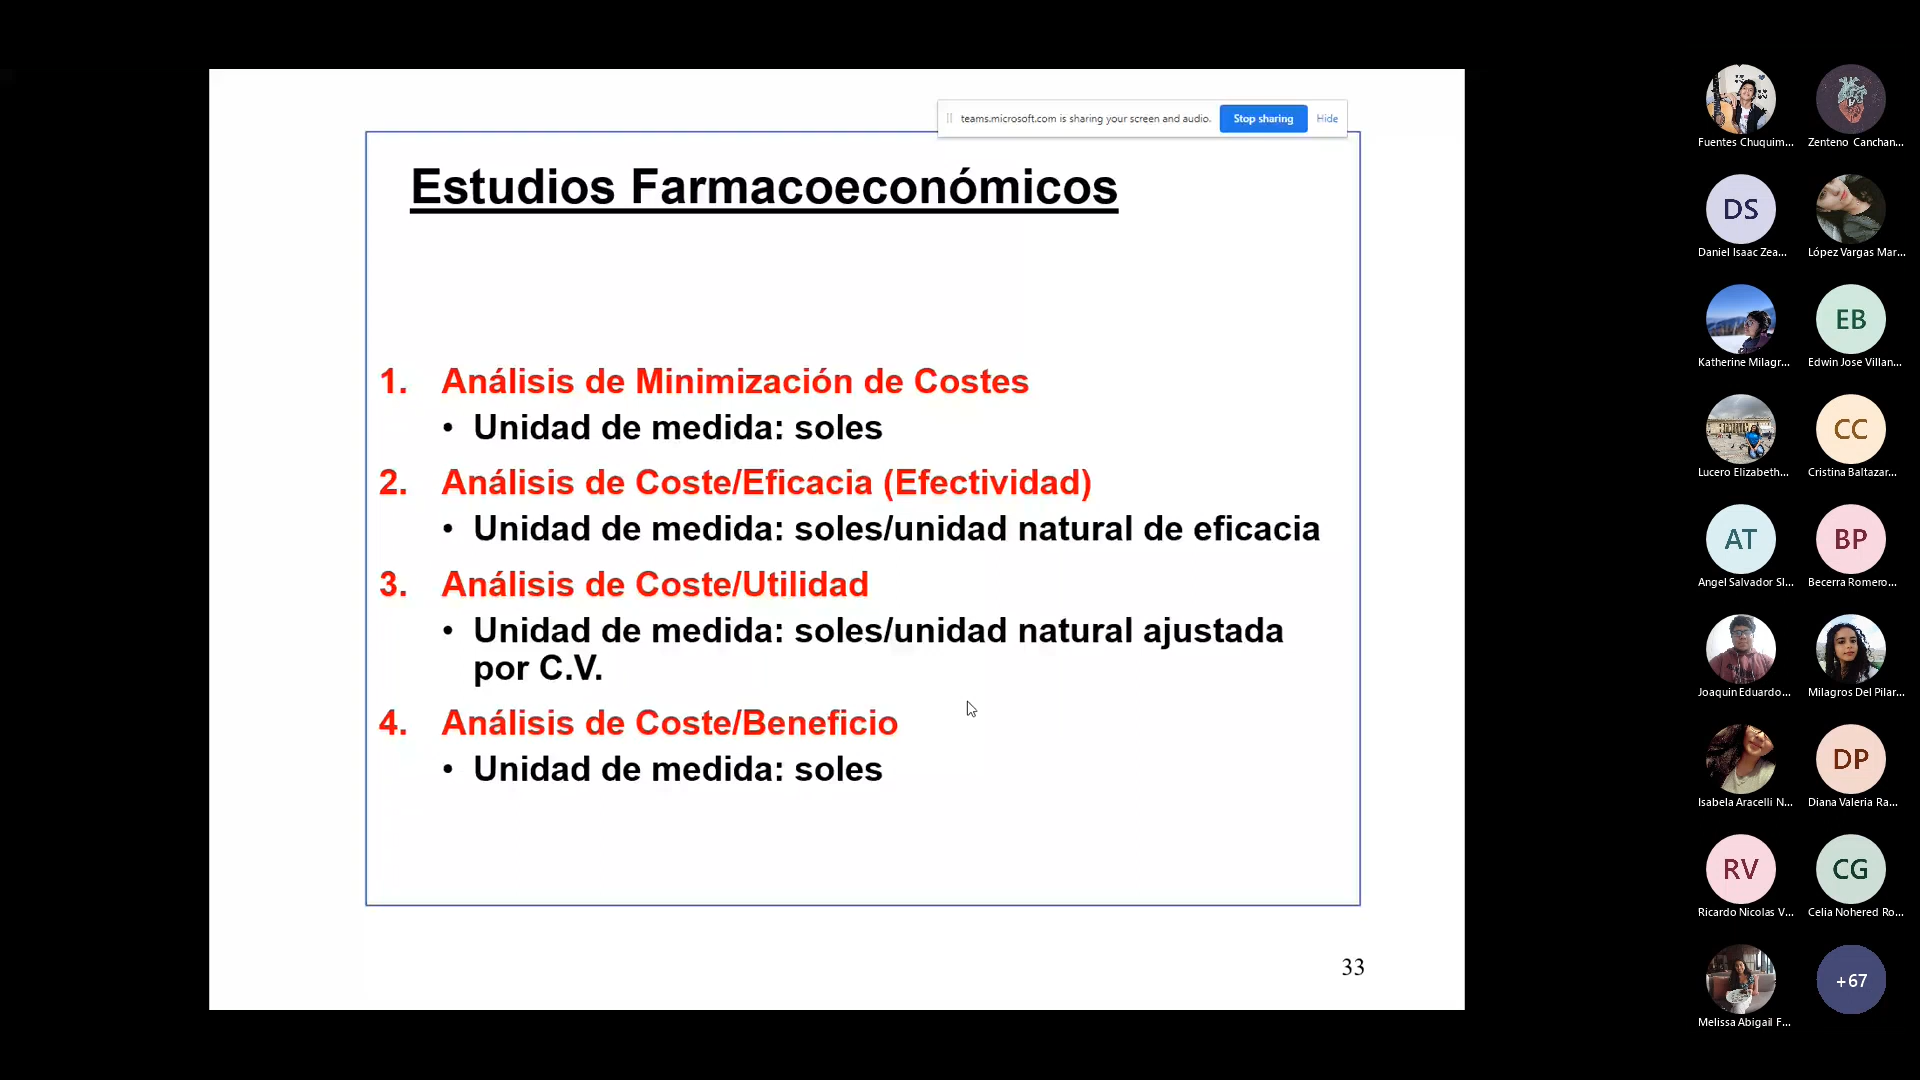 teams.microsoft.com is sharing your screen and audio. Stop sharing Hide
Estudios Farmacoeconómicos
1. Análisis de Minimización de Costes
• Unidad de medida: soles
2. Análisis de Coste/Eficacia (Efectividad)
• Unidad de medida: soles/unidad natural de eficacia
3. Análisis de Coste/Utilidad
• Unidad de medida: soles/unidad natural ajustada
por C.V.
4. Análisis de Coste/Beneficio
• Unidad de medida: soles
33
Fuentes Chuquim... Zenteno Canchan...
DS
Daniel Isaac Zea... López Vargas Mar...
EB
Katherine Milagr... Edwin Jose Villan...
CC
Lucero Elizabeth... Cristina Baltazar...
AT BP
Angel Salvador Sl... Becerra Romero...
Joaquin Eduardo... Milagros Del Pilar...
DP
Isabela Aracelli N... Diana Valeria Ra...
RV CG
Ricardo Nicolas V... Celia Nohered Ro...
+67
Melissa Abigail F...